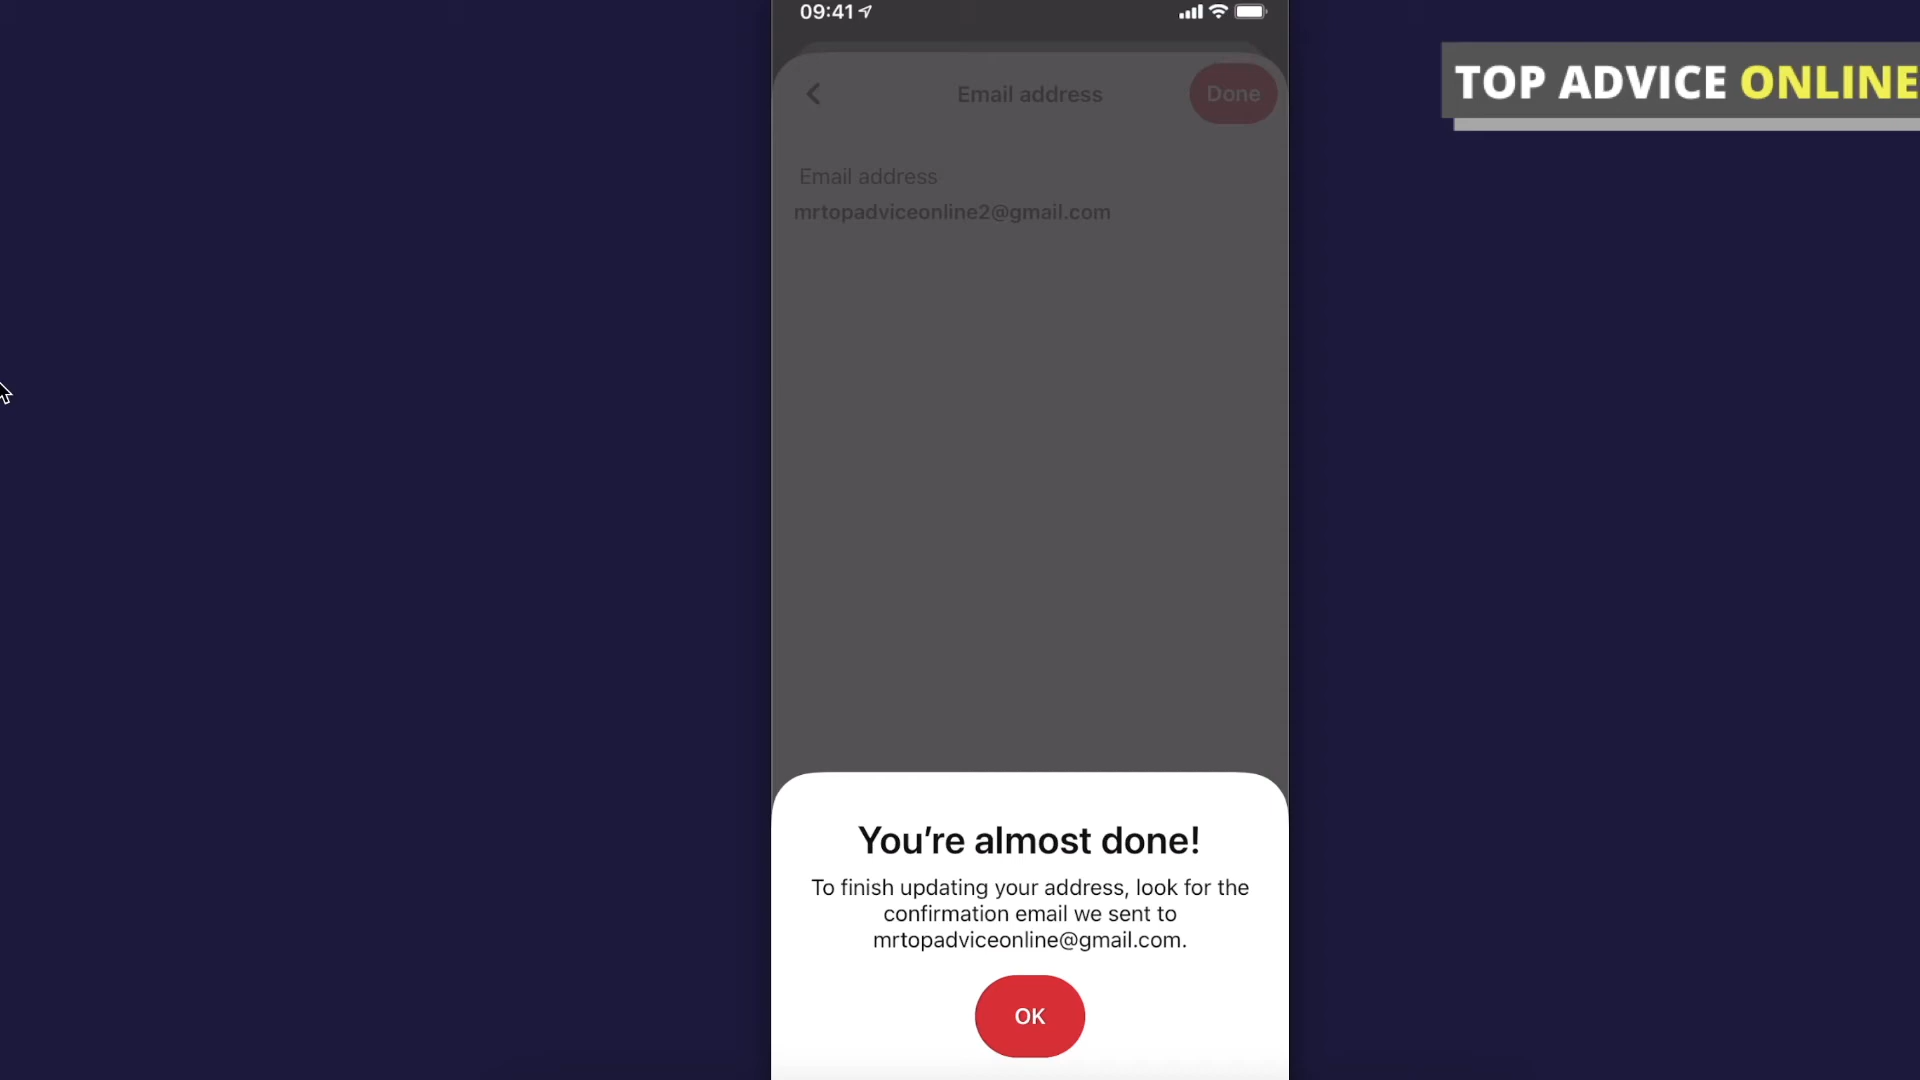 09:41
TOP ADVICE ONLINE
Email address
Done
Email address
mrtopadviceonline2@gmail.com
You’re almost done!
To finish updating your address, look for the
confirmation email we sent to
mrtopadviceonline@gmail.com.
OK